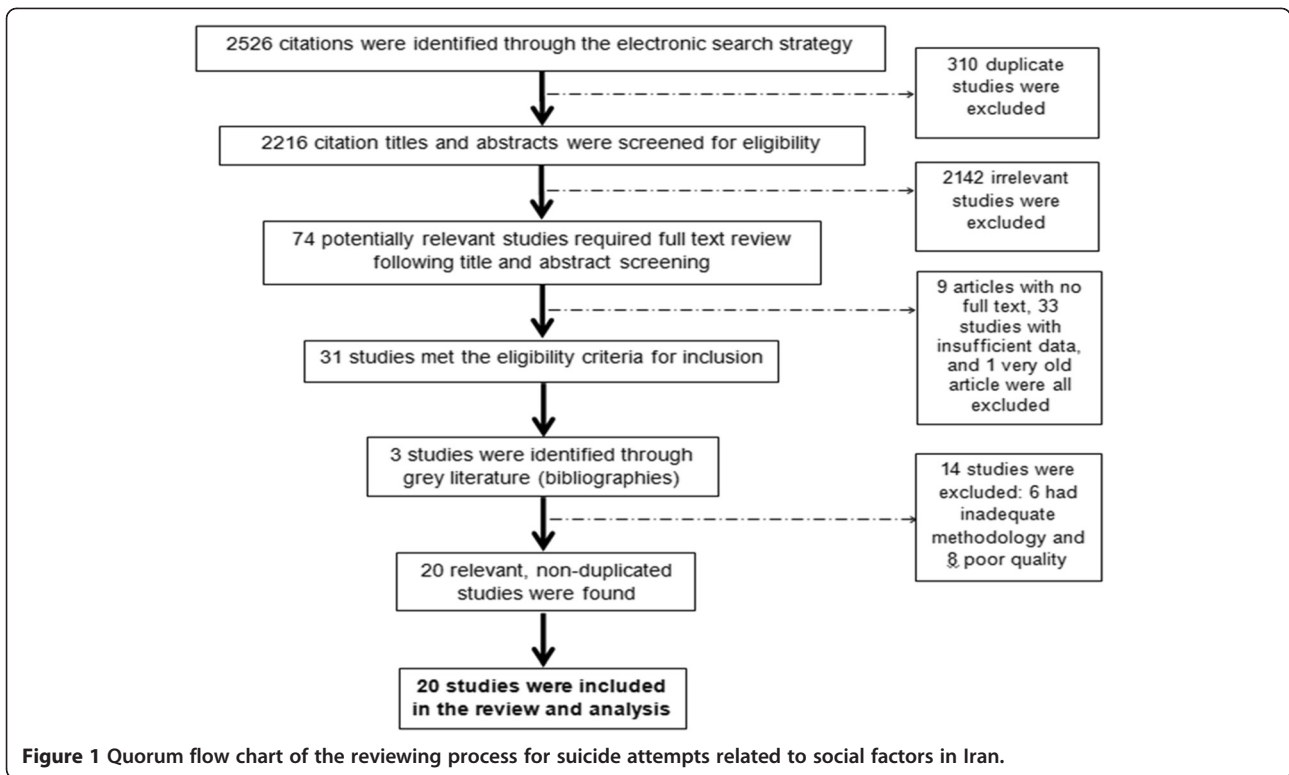 2526 citations were identified through the electronic search strategy
310 duplicate
studies were
excluded
2216 citation titles and abstracts were screened for eligibility
2142 irrelevant
studies were
excluded
74 potentially relevant studies required full text review
following title and abstract screening
9 articles with no
full text, 33
studies with
insufficient data,
and 1 very old
article were all
excluded
31 studies met the eligibility criteria for inclusion
3 studies were identified through
grey literature (bibliographies)
14 studies were
excluded: 6 had
inadequate
methodology and
8 poor quality
20 relevant, non-duplicated
studies were found
20 studies were included
in the review and analysis
Figure 1 Quorum flow chart of the reviewing process for suicide attempts related to social factors in Iran.